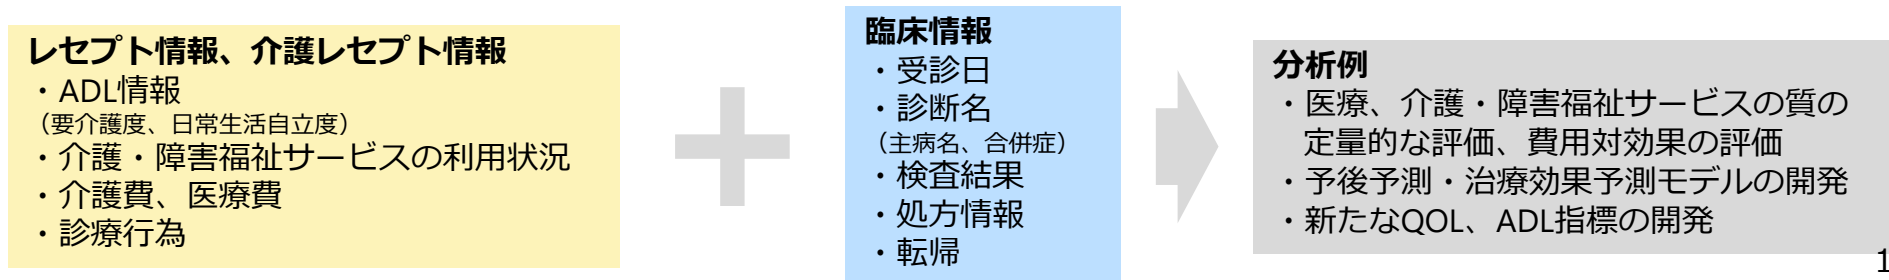 レセプト情報、介護レセプト情報
・ADL情報
（要介護度、日常生活自立度）
・介護・障害福祉サービスの利用状況
・介護費、医療費
・診療行為
臨床情報
・受診日
・診断名
（主病名、合併症）
・検査結果
・処方情報
・転帰
分析例
・医療、介護・障害福祉サービスの質の
定量的な評価、費用対効果の評価
・予後予測・治療効果予測モデルの開発
・新たなQOL、ADL指標の開発
1